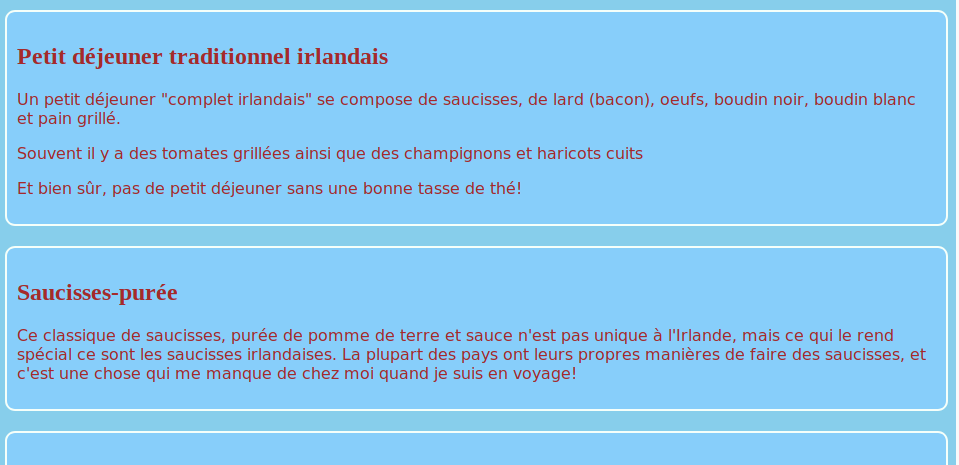 Petit déjeuner traditionnel irlandais
Un petit déjeuner "complet irlandais" se compose de saucisses, de lard (bacon), oeufs, boudin noir, boudin blanc
et pain grillé.
Souvent il y a des tomates grillées ainsi que des champignons et haricots cuits
Et bien sûr, pas de petit déjeuner sans une bonne tasse de thé!
Saucisses-purée
Ce classique de saucisses, purée de pomme de terre et sauce n'est pas unique à l'Irlande, mais ce qui le rend
spécial ce sont les saucisses irlandaises. La plupart des pays ont leurs propres manières de faire des saucisses, et
c'est une chose qui me manque de chez moi quand je suis en voyage!